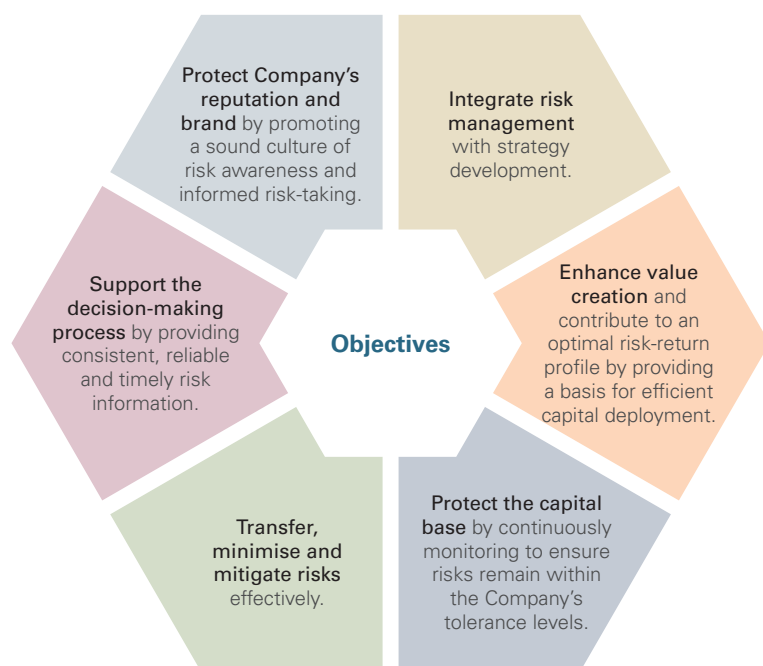 Protect Company's
reputation and
brand by promoting
a sound culture of
risk awareness and
informed risk-taking.
Integrate risk
management
with strategy
development.
Support the
decision-making
process by providing
consistent, reliable
and timely risk
information.
Objectives
Enhance value
creation and
contribute to an
optimal risk-return
profile by providing
a basis for efficient
capital deployment.
Transfer,
minimise and
mitigate risks
effectively.
Protect the capital
base by continuously
monitoring to ensure
risks remain within
the Company's
tolerance levels.